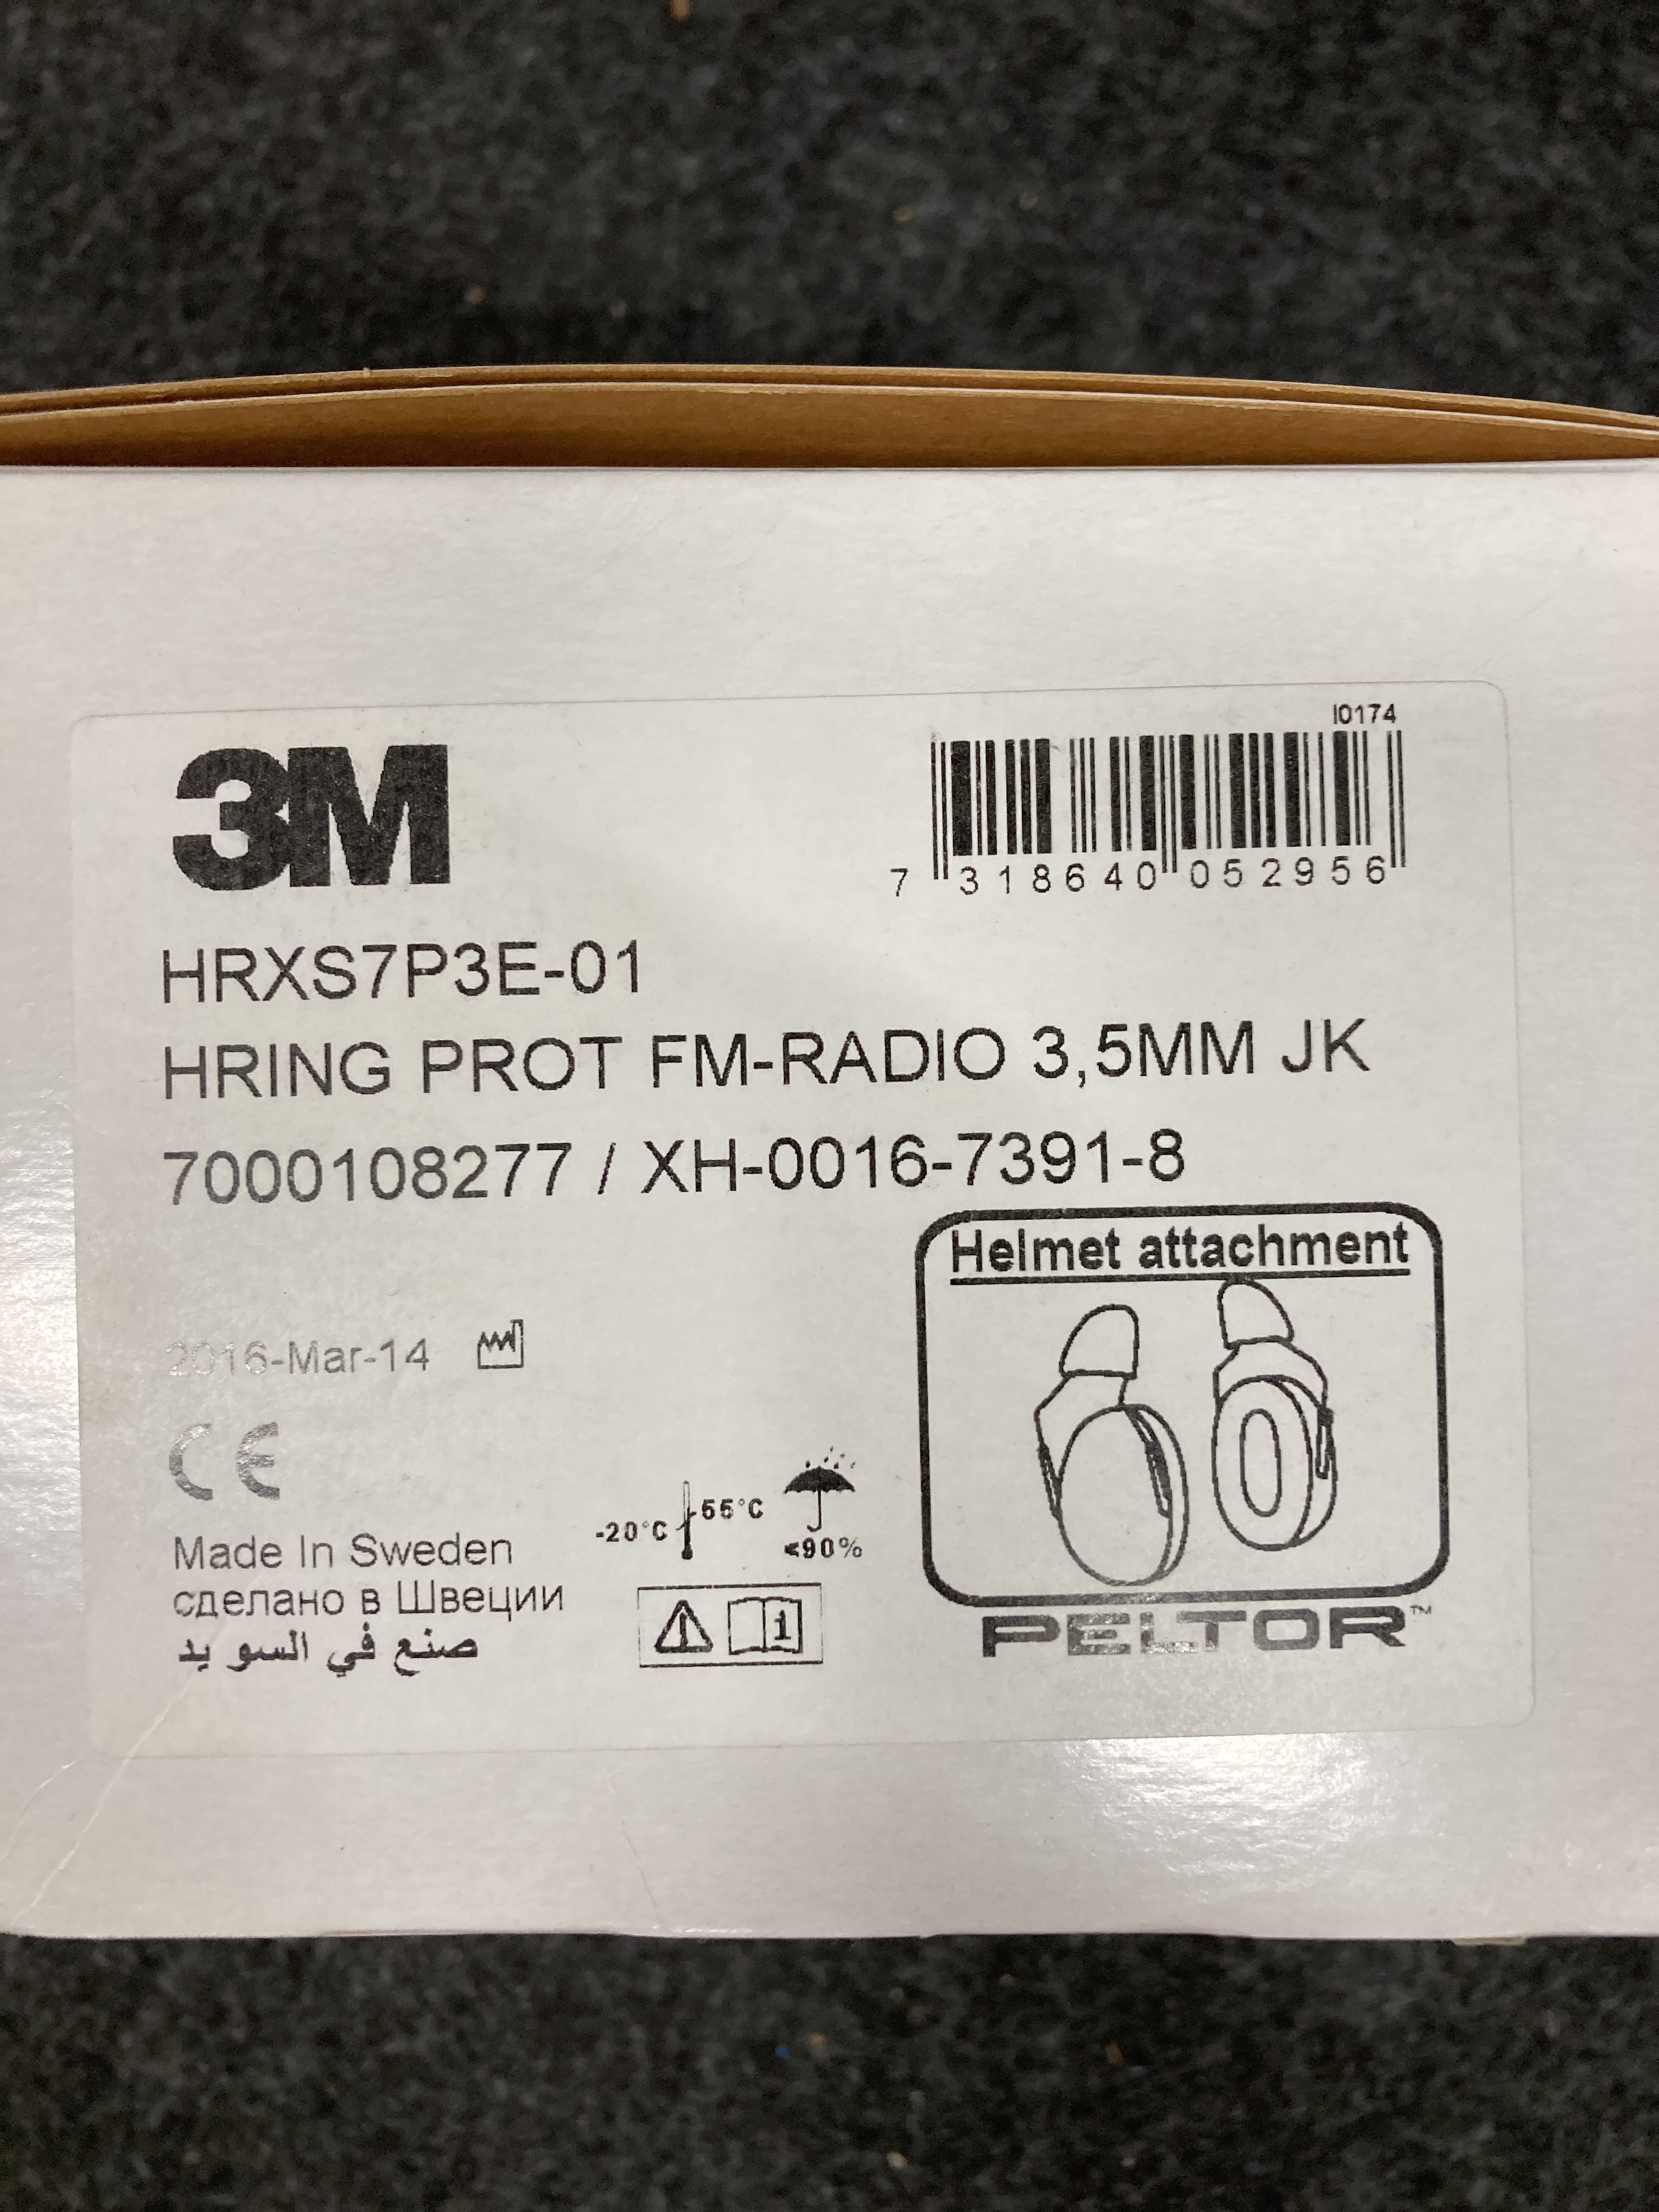 I0174
3M
7 318640 052956
HRXS7P3E-01
HRING PROT FM-RADIO 3,5MM JK
7000108277 / XH-0016-7391-8
Helmet attachment
2016-Mar-14
CE
-20°C
55°C
<90%
Made In Sweden
сделано в Швеции
صنع في السو يد
i
PELTOR™